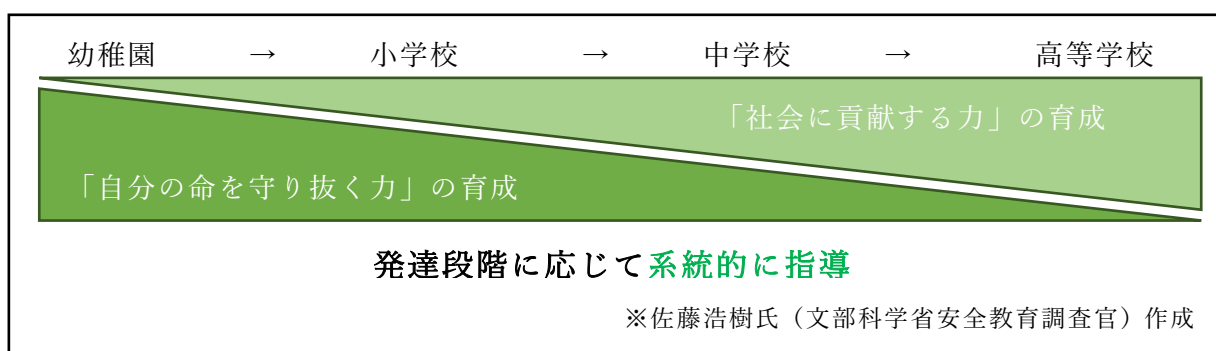 幼稚園 → 小学校 → 中学校 → 高等学校
「社会に貢献する力」の育成
「自分の命を守り抜く力」の育成
発達段階に応じて系統的に指導
※佐藤浩樹氏（文部科学省安全教育調査官）作成